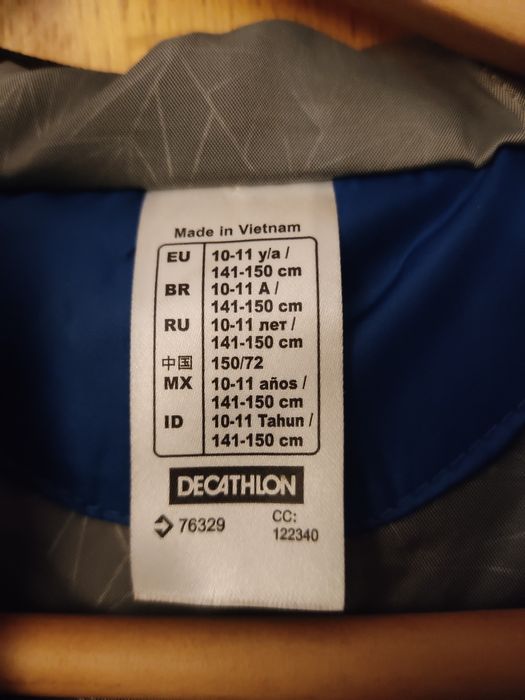 Made in Vietnam
EU 10-11 y/a /
141-150 cm
BR 10-11 A /
141-150 cm
RU 10-11 лет /
141-150 cm
中国 150/72
MX 10-11 años /
141-150 cm
ID 10-11 Tahun /
141-150 cm
DECATHLON
76329
CC:
122340